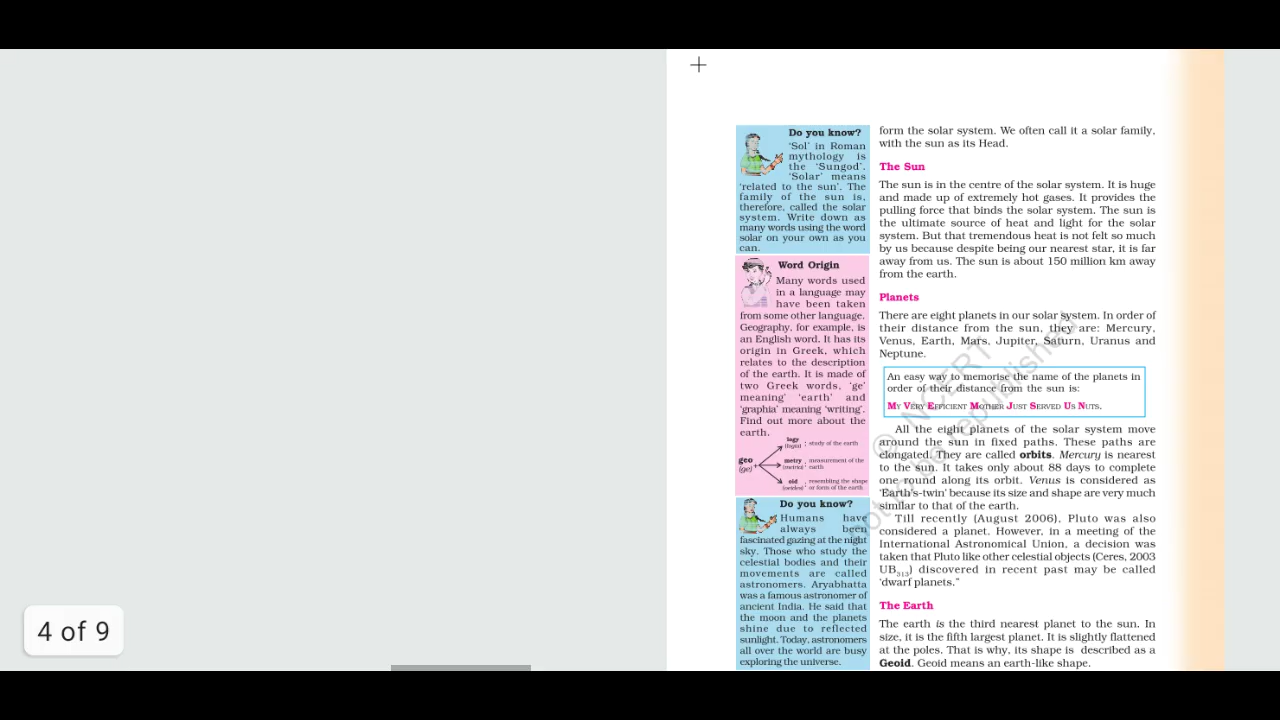 Do you know?
'Sol' in Roman
mythology is
the 'Sungod'.
'Solar' means
'related to the sun'. The
family of the sun is,
therefore, called the solar
system. Write down as
many words using the word
solar on your own as you
can.
Word Origin
Many words used
in a language may
have been taken
from some other language.
Geography, for example, is
an English word. It has its
origin in Greek, which
relates to the description
of the earth. It is made of
two Greek words, 'ge'
meaning 'earth' and
'graphia' meaning 'writing'.
Find out more about the
earth.
logy : study of the earth
geo +
(ge)
metry : measurement of the
earth
oid : resembling the shape
or form of the earth
Do you know?
Humans have
always been
fascinated gazing at the night
sky. Those who study the
celestial bodies and their
movements are called
astronomers. Aryabhatta
was a famous astronomer of
ancient India. He said that
the moon and the planets
shine due to reflected
sunlight. Today, astronomers
all over the world are busy
exploring the universe.
form the solar system. We often call it a solar family,
with the sun as its Head.
The Sun
The sun is in the centre of the solar system. It is huge
and made up of extremely hot gases. It provides the
pulling force that binds the solar system. The sun is
the ultimate source of heat and light for the solar
system. But that tremendous heat is not felt so much
by us because despite being our nearest star, it is far
away from us. The sun is about 150 million km away
from the earth.
Planets
There are eight planets in our solar system. In order of
their distance from the sun, they are: Mercury,
Venus, Earth, Mars, Jupiter, Saturn, Uranus and
Neptune.
An easy way to memorise the name of the planets in
order of their distance from the sun is:
MY VERY EFFICIENT MOTHER JUST SERVED US NUTS.
All the eight planets of the solar system move
around the sun in fixed paths. These paths are
elongated. They are called orbits. Mercury is nearest
to the sun. It takes only about 88 days to complete
one round along its orbit. Venus is considered as
'Earth's-twin' because its size and shape are very much
similar to that of the earth.
Till recently (August 2006), Pluto was also
considered a planet. However, in a meeting of the
International Astronomical Union, a decision was
taken that Pluto like other celestial objects (Ceres, 2003
UB313) discovered in recent past may be called
'dwarf planets."
The Earth
The earth is the third nearest planet to the sun. In
size, it is the fifth largest planet. It is slightly flattened
at the poles. That is why, its shape is described as a
Geoid. Geoid means an earth-like shape.
© NCERT
not to be republished
4 of 9